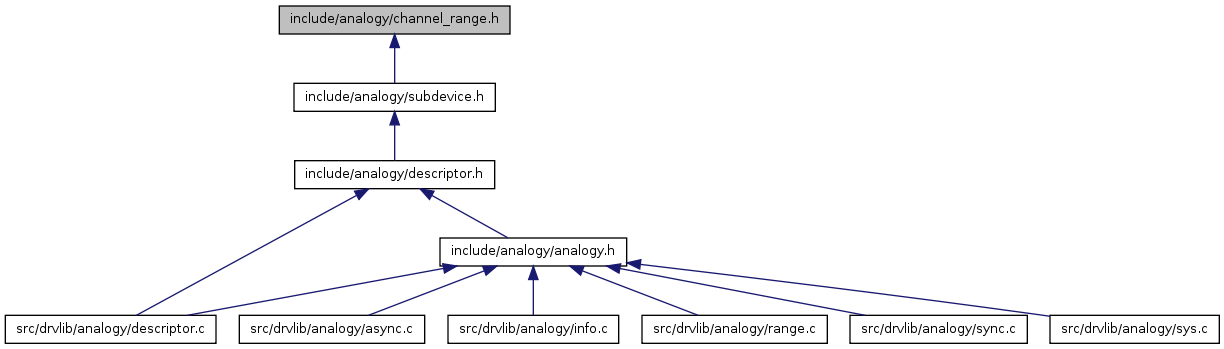 include/analogy/channel_range.h
include/analogy/subdevice.h
include/analogy/descriptor.h
include/analogy/analogy.h
src/drvlib/analogy/descriptor.c
src/drvlib/analogy/async.c
src/drvlib/analogy/info.c
src/drvlib/analogy/range.c
src/drvlib/analogy/sync.c
src/drvlib/analogy/sys.c